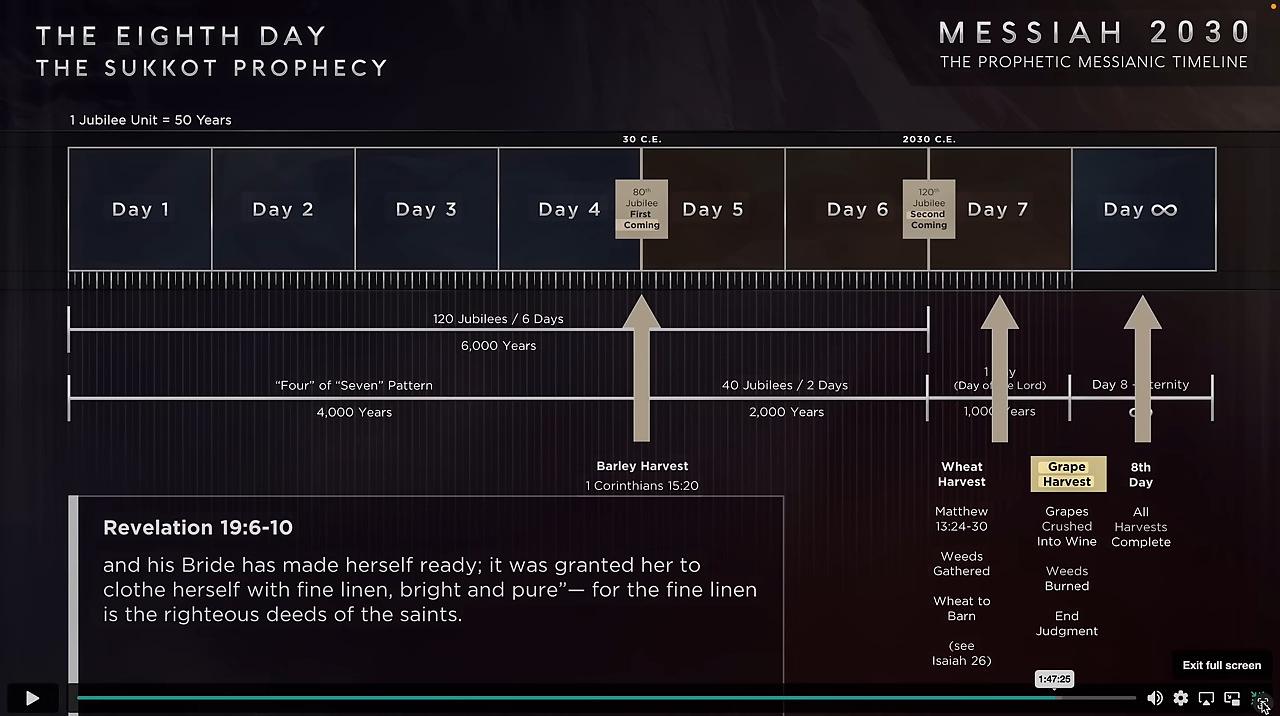 THE EIGHTH DAY
THE SUKKOT PROPHECY
MESSIAH 2030
THE PROPHETIC MESSIANIC TIMELINE
1 Jubilee Unit = 50 Years
30 C.E.
2030 C.E.
Day 1
Day 2
Day 3
Day 4
80th
Jubilee
First
Coming
Day 5
Day 6
120th
Jubilee
Second
Coming
Day 7
Day ∞
120 Jubilees / 6 Days
6,000 Years
“Four” of “Seven” Pattern
4,000 Years
40 Jubilees / 2 Days
2,000 Years
1
(Day of Lord)
1,000 Years
Day 8
∞
Barley Harvest
1 Corinthians 15:20
Wheat
Harvest
Matthew
13:24-30
Weeds
Gathered
Wheat to
Barn
(see
Isaiah 26)
Grape
Harvest
Grapes
Crushed
Into Wine
Weeds
Burned
End
Judgment
8th
Day
All
Harvests
Complete
Revelation 19:6-10
and his Bride has made herself ready; it was granted her to
clothe herself with fine linen, bright and pure”— for the fine linen
is the righteous deeds of the saints.
Exit full screen
1:47:25